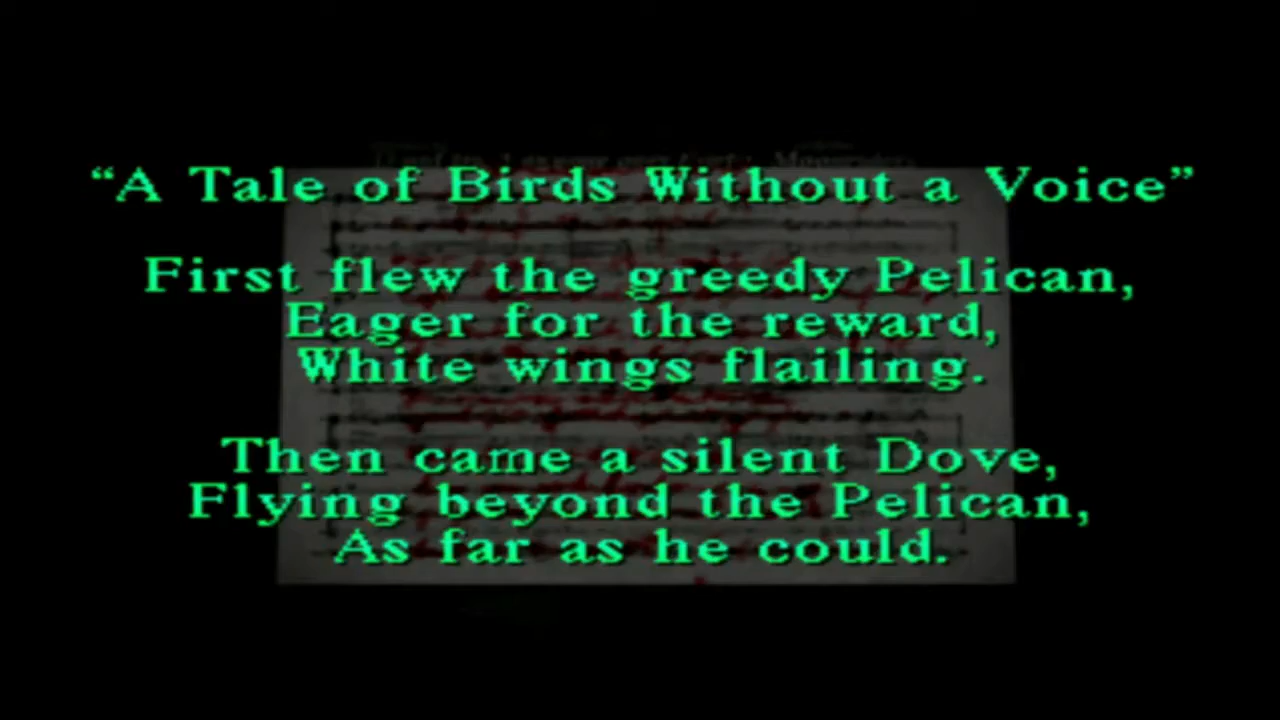 “A Tale of Birds Without a Voice”
First flew the greedy Pelican,
Eager for the reward,
White wings flailing.
Then came a silent Dove,
Flying beyond the Pelican,
As far as he could.